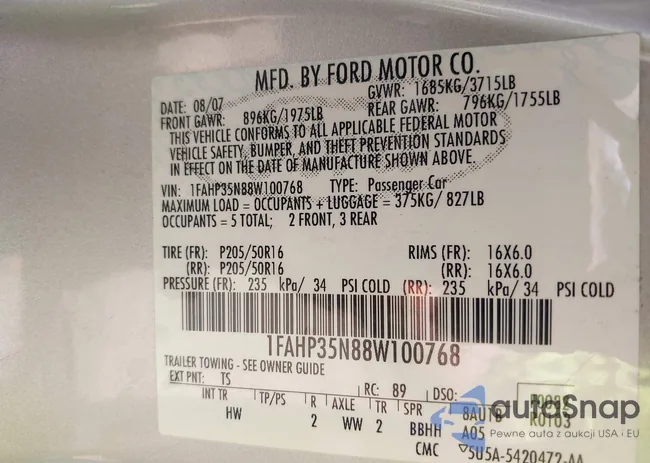 MFD. BY FORD MOTOR CO.
DATE: 08/07 GVWR: 1685KG/3715LB
FRONT GAWR: 896KG/1975LB REAR GAWR: 796KG/1755LB
THIS VEHICLE CONFORMS TO ALL APPLICABLE FEDERAL MOTOR
VEHICLE SAFETY, BUMPER, AND THEFT PREVENTION STANDARDS
IN EFFECT ON THE DATE OF MANUFACTURE SHOWN ABOVE.
VIN: 1FAHP35N88W100768 TYPE: Passenger Car
MAXIMUM LOAD = OCCUPANTS + LUGGAGE = 375KG/ 827LB
OCCUPANTS = 5 TOTAL; 2 FRONT, 3 REAR
TIRE (FR): P205/50R16 RIMS (FR): 16X6.0
(RR): P205/50R16 (RR): 16X6.0
PRESSURE (FR): 235 kPa/ 34 PSI COLD (RR): 235 kPa/ 34 PSI COLD
1FAHP35N88W100768
TRAILER TOWING - SEE OWNER GUIDE
EXT PNT: TS RC: 89 DSO:
INT TR TP/PS R AXLE TR SPR
HW 2 WW 2 BBHH A05 R0103
CMC ▽5U5A-5420472-AA
autoSnap
Pewne auta z aukcji USA i EU